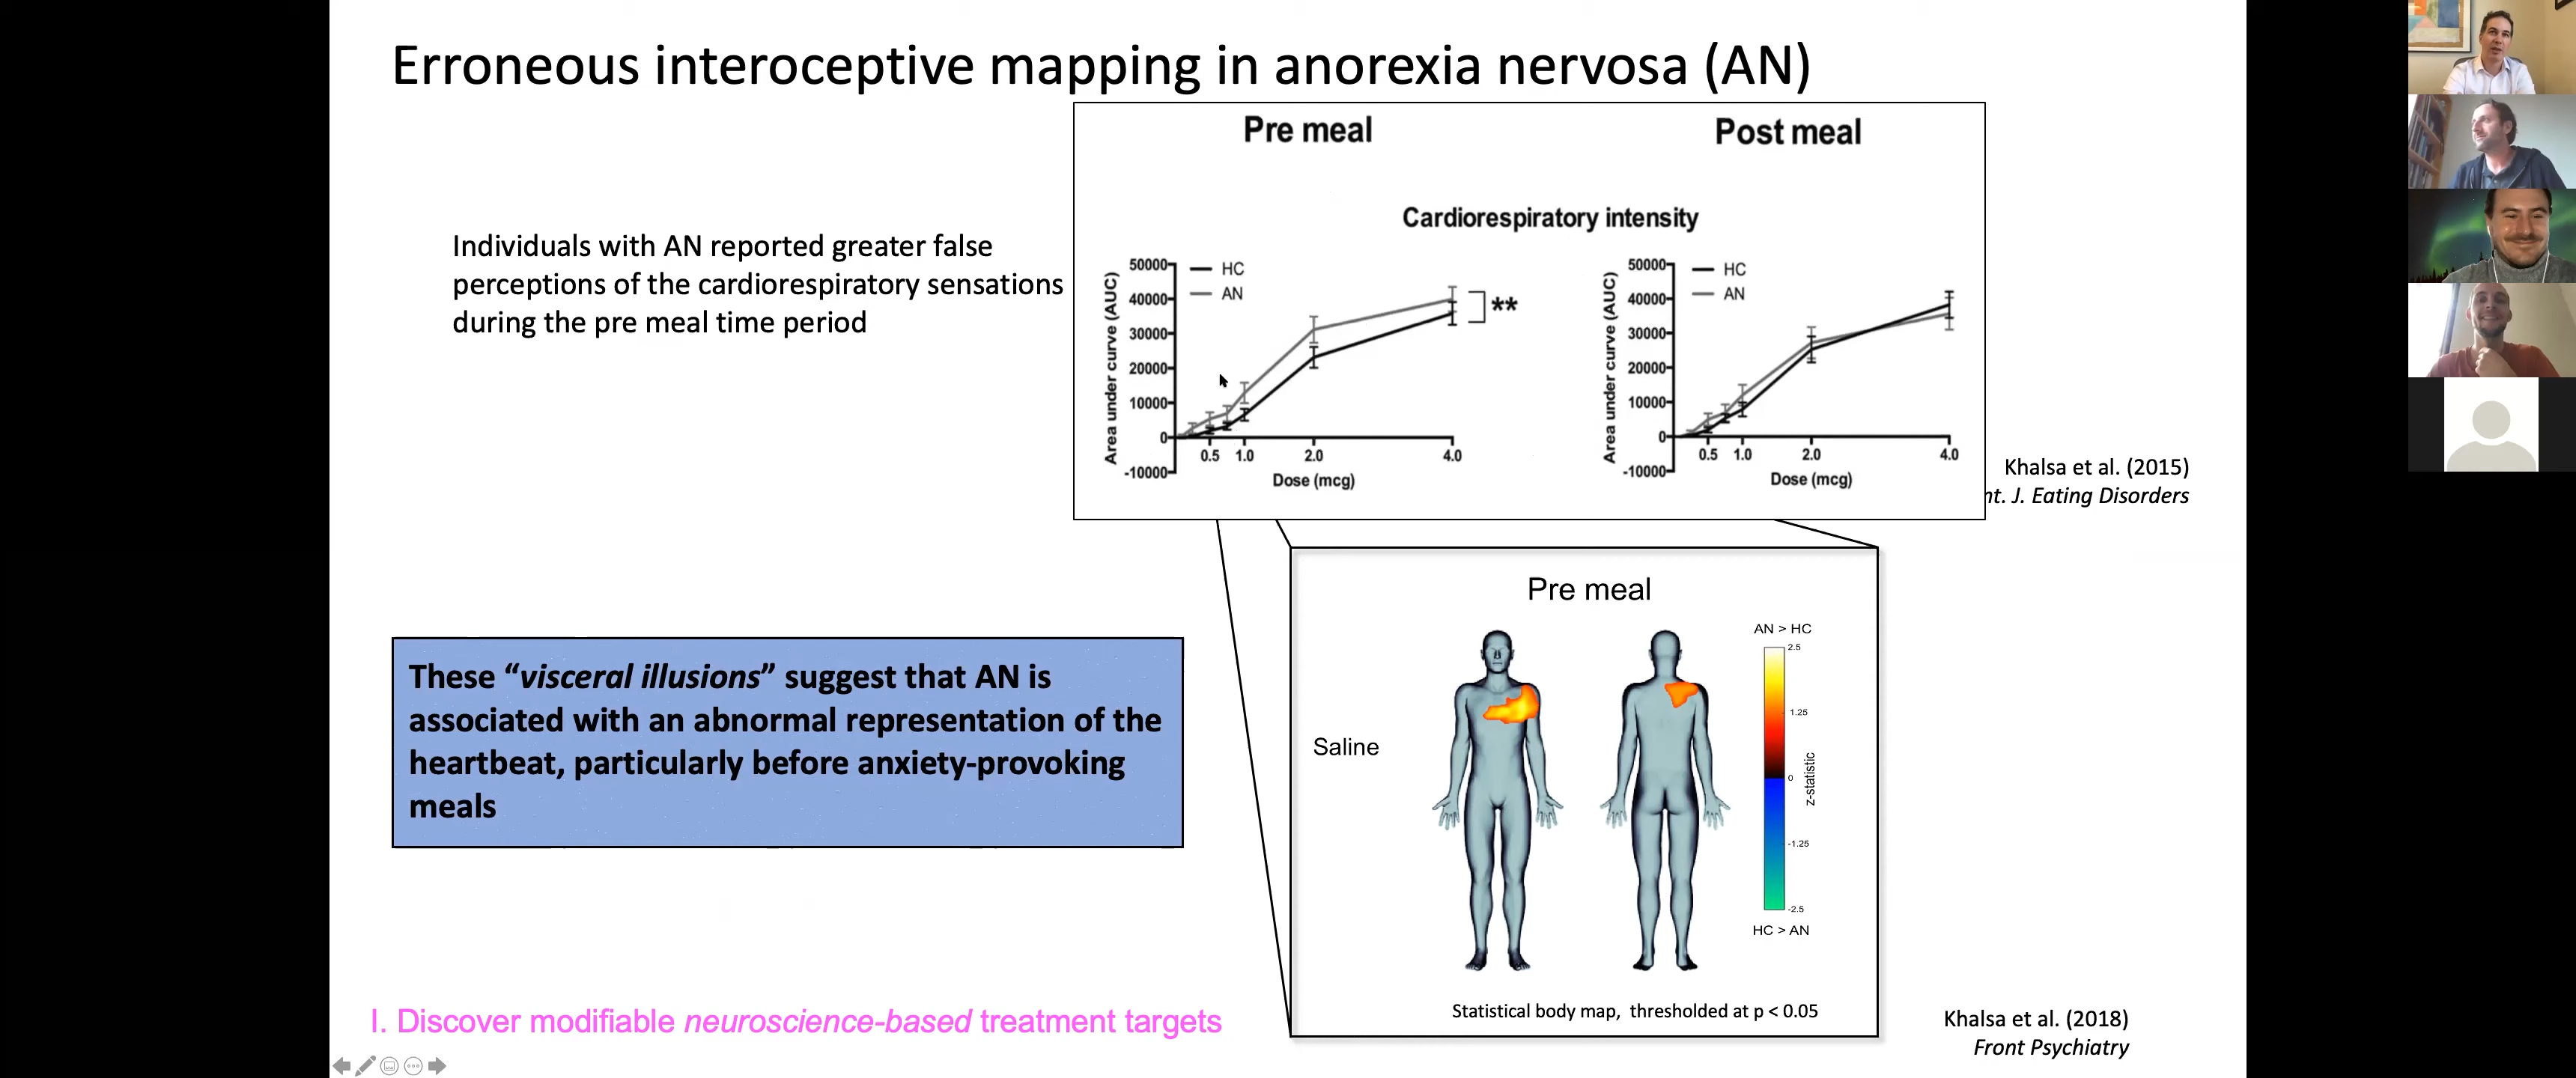 Erroneous interoceptive mapping in anorexia nervosa (AN)
Individuals with AN reported greater false
perceptions of the cardiorespiratory sensations
during the pre meal time period
Pre meal
Post meal
Cardiorespiratory intensity
HC
AN
Area under curve (AUC)
50000
40000
30000
20000
10000
0
-10000
0.5 1.0 2.0 4.0
Dose (mcg)
**
HC
AN
Area under curve (AUC)
50000
40000
30000
20000
10000
0
-10000
0.5 1.0 2.0 4.0
Dose (mcg)
Khalsa et al. (2015)
nt. J. Eating Disorders
These “visceral illusions” suggest that AN is
associated with an abnormal representation of the
heartbeat, particularly before anxiety-provoking
meals
Pre meal
Saline
AN > HC
2.5
1.25
0
-1.25
-2.5
z-statistic
HC > AN
Statistical body map, thresholded at p < 0.05
I. Discover modifiable neuroscience-based treatment targets
Khalsa et al. (2018)
Front Psychiatry